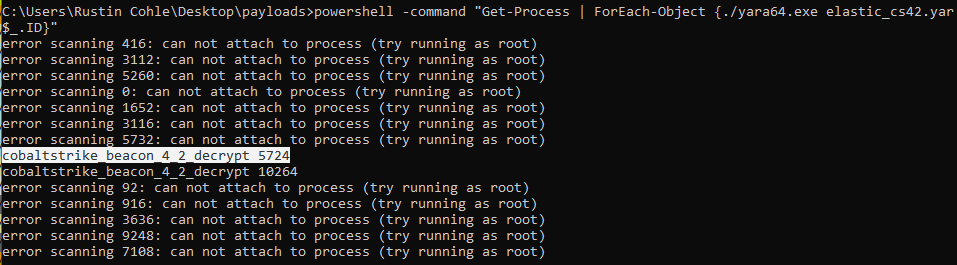 C:\Users\Rustin Cohle\Desktop\payloads>powershell -command "Get-Process | ForEach-Object {./yara64.exe elastic_cs42.yar
$_.ID}"
error scanning 416: can not attach to process (try running as root)
error scanning 3112: can not attach to process (try running as root)
error scanning 5260: can not attach to process (try running as root)
error scanning 0: can not attach to process (try running as root)
error scanning 1652: can not attach to process (try running as root)
error scanning 3116: can not attach to process (try running as root)
error scanning 5732: can not attach to process (try running as root)
cobaltstrike_beacon_4_2_decrypt 5724
cobaltstrike_beacon_4_2_decrypt 10264
error scanning 92: can not attach to process (try running as root)
error scanning 916: can not attach to process (try running as root)
error scanning 3636: can not attach to process (try running as root)
error scanning 9248: can not attach to process (try running as root)
error scanning 7108: can not attach to process (try running as root)